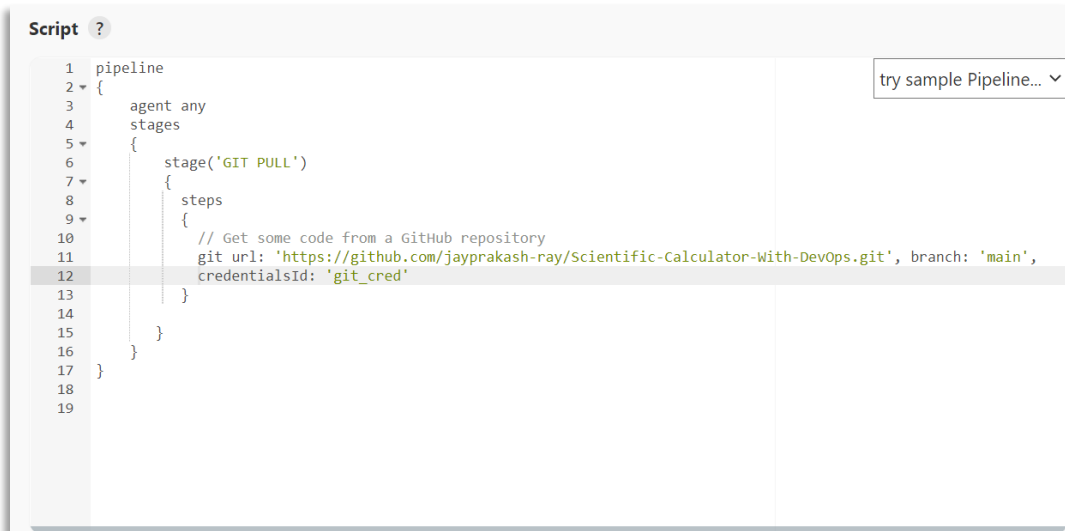 Script ?
try sample Pipeline...
1 pipeline
2 {
3 agent any
4 stages
5 {
6 stage('GIT PULL')
7 {
8 steps
9 {
10 // Get some code from a GitHub repository
11 git url: 'https://github.com/jayprakash-ray/Scientific-Calculator-With-DevOps.git', branch: 'main',
12 credentialsId: 'git_cred'
13 }
14
15 }
16 }
17 }
18
19